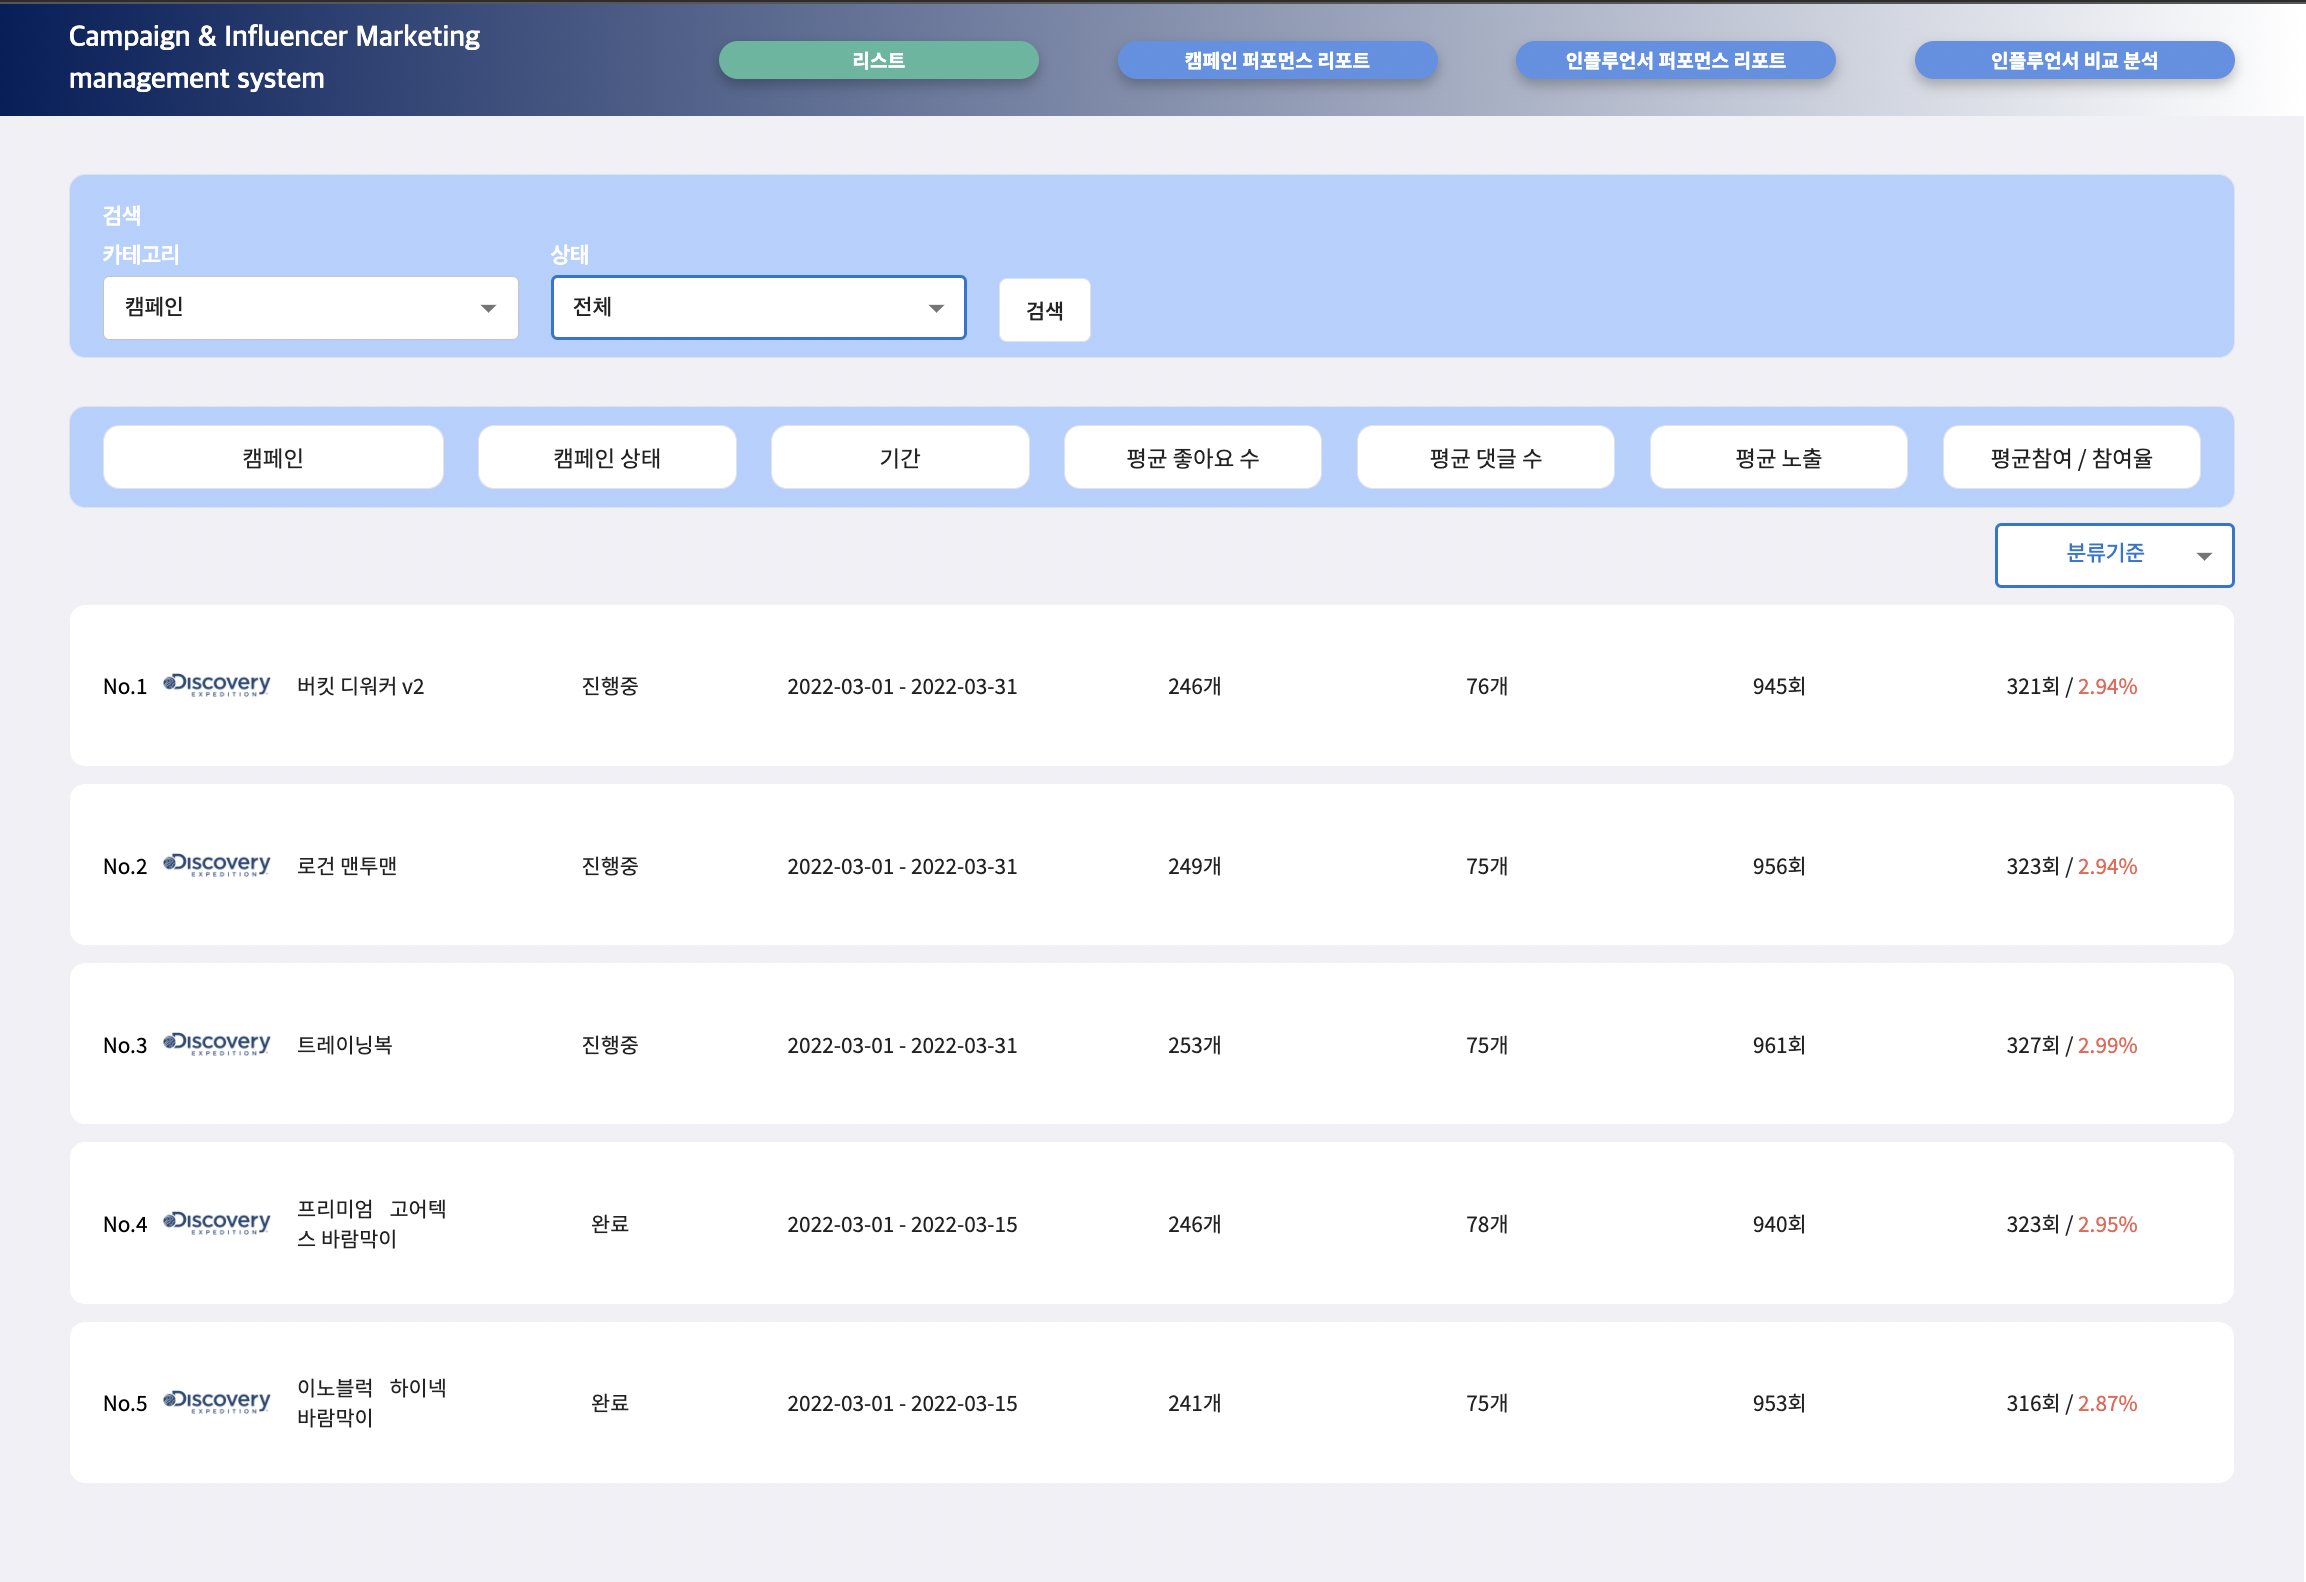 Campaign & Influencer Marketing
management system
리스트
캠페인 퍼포먼스 리포트
인플루언서 퍼포먼스 리포트
인플루언서 비교 분석
검색
카테고리
상태
캠페인
전체
검색
캠페인
캠페인 상태
기간
평균 좋아요 수
평균 댓글 수
평균 노출
평균참여 / 참여율
분류기준
No.1 Discovery EXPEDITION 버킷 디워커 v2 진행중 2022-03-01 - 2022-03-31 246개 76개 945회 321회 / 2.94%
No.2 Discovery EXPEDITION 로건 맨투맨 진행중 2022-03-01 - 2022-03-31 249개 75개 956회 323회 / 2.94%
No.3 Discovery EXPEDITION 트레이닝복 진행중 2022-03-01 - 2022-03-31 253개 75개 961회 327회 / 2.99%
No.4 Discovery EXPEDITION 프리미엄 고어텍
스 바람막이 완료 2022-03-01 - 2022-03-15 246개 78개 940회 323회 / 2.95%
No.5 Discovery EXPEDITION 이노블럭 하이넥
바람막이 완료 2022-03-01 - 2022-03-15 241개 75개 953회 316회 / 2.87%